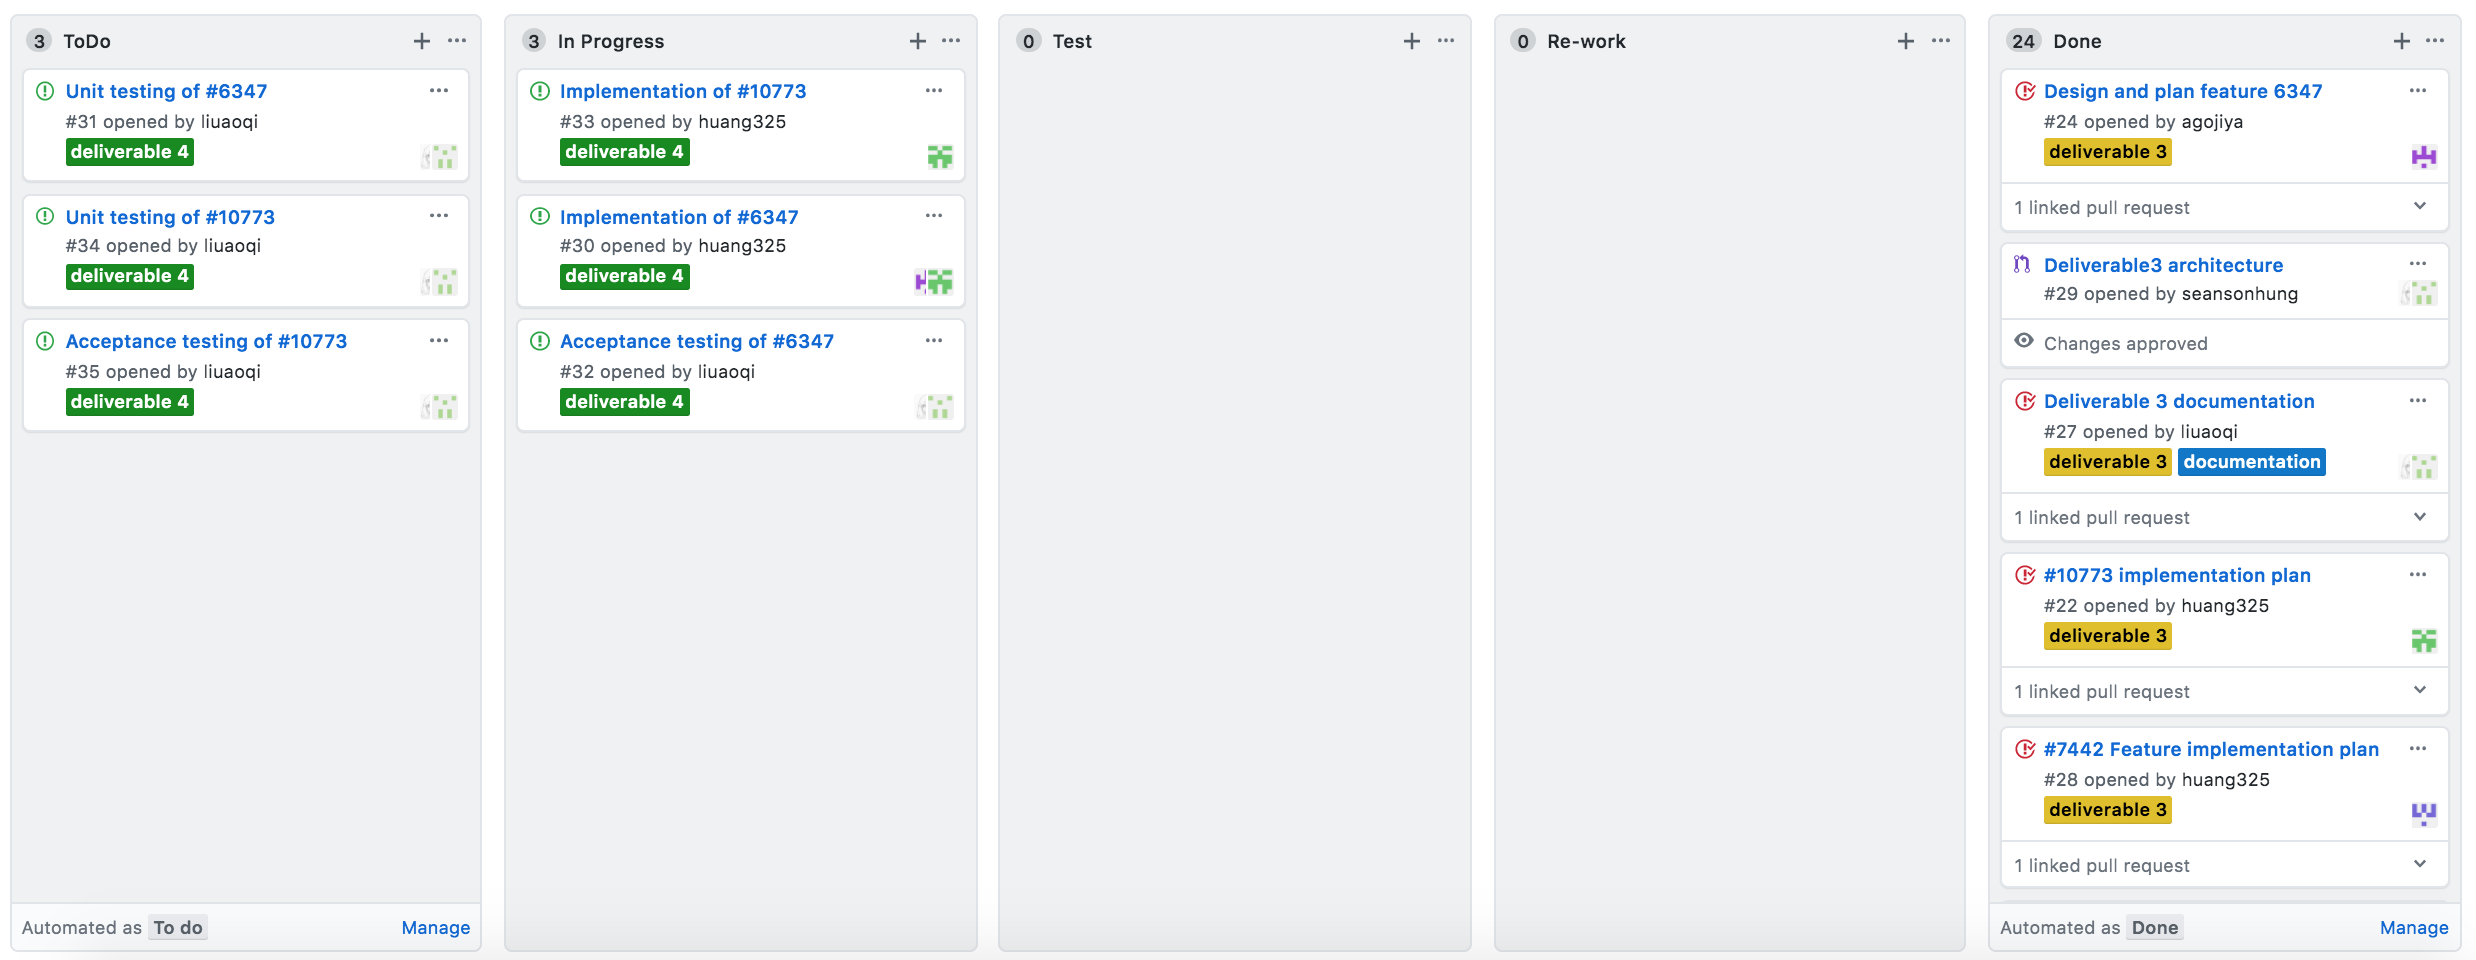 3 ToDo
Unit testing of #6347
#31 opened by liuaoqi
deliverable 4
Unit testing of #10773
#34 opened by liuaoqi
deliverable 4
Acceptance testing of #10773
#35 opened by liuaoqi
deliverable 4
Automated as To do Manage
3 In Progress
Implementation of #10773
#33 opened by huang325
deliverable 4
Implementation of #6347
#30 opened by huang325
deliverable 4
Acceptance testing of #6347
#32 opened by liuaoqi
deliverable 4
0 Test
0 Re-work
24 Done
Design and plan feature 6347
#24 opened by agojiya
deliverable 3
1 linked pull request
Deliverable3 architecture
#29 opened by seansonhung
Changes approved
Deliverable 3 documentation
#27 opened by liuaoqi
deliverable 3 documentation
1 linked pull request
#10773 implementation plan
#22 opened by huang325
deliverable 3
1 linked pull request
#7442 Feature implementation plan
#28 opened by huang325
deliverable 3
1 linked pull request
Automated as Done Manage